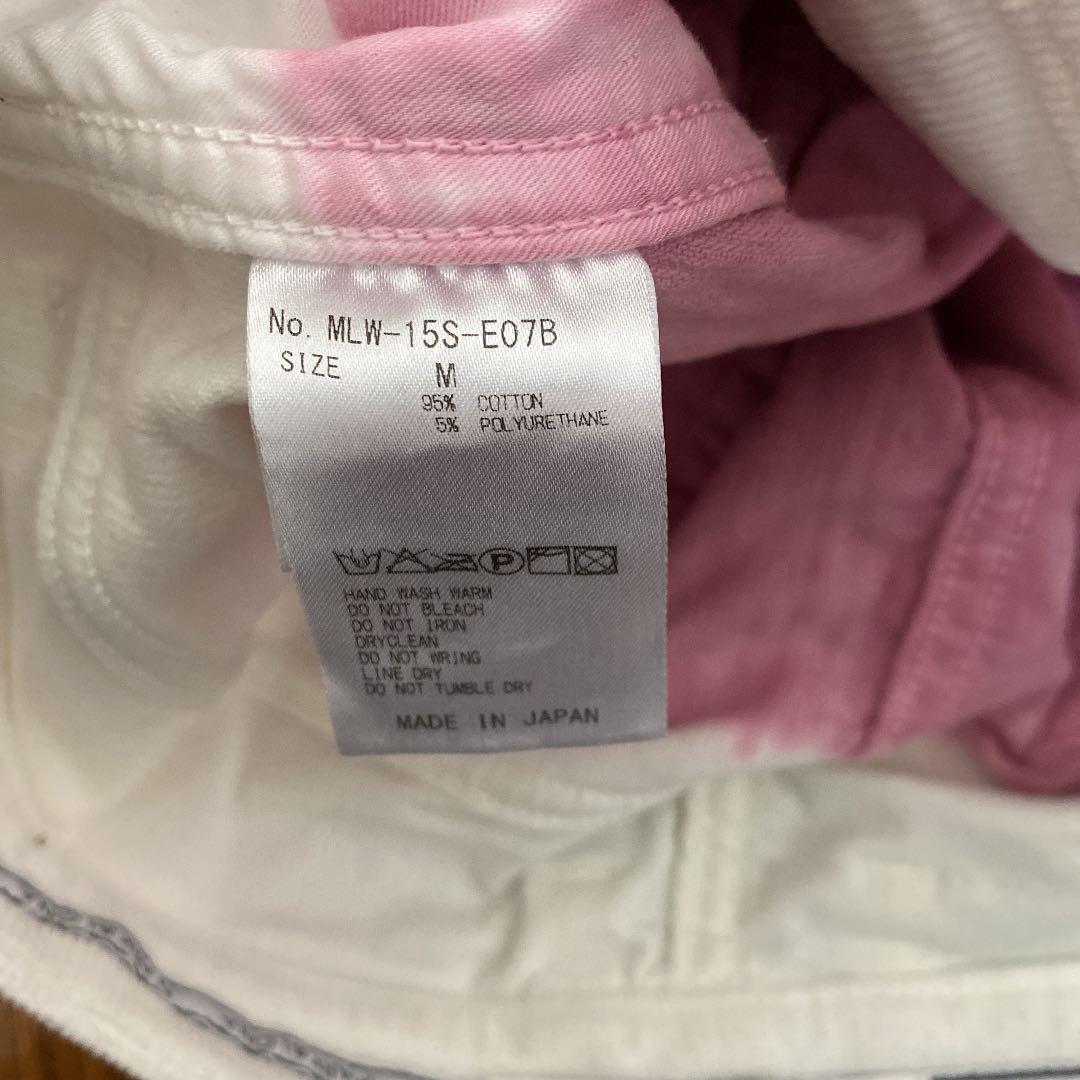 No. MLW-15S-E07B
SIZE M
95% COTTON
5% POLYURETHANE
P
HAND WASH WARM
DO NOT BLEACH
DO NOT IRON
DRYCLEAN
DO NOT WRING
LINE DRY
DO NOT TUMBLE DRY
MADE IN JAPAN